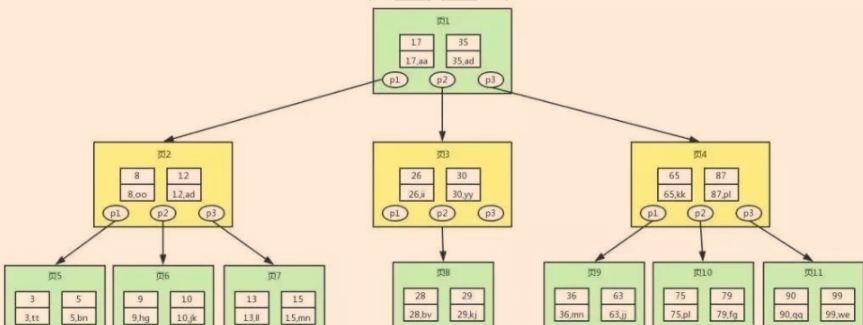 页1
17 35
17,aa 35,ad
p1 p2 p3
页2 页3 页4
8 12 26 30 65 87
8,oo 12,ad 26,ii 30,yy 65,kk 87,pl
p1 p2 p3 p1 p2 p3 p1 p2 p3
页5 页6 页7 页8 页9 页10 页11
3 5 9 10 13 15 28 29 36 63 75 79 90 99
3,tt 5,bn 9,hg 10,jk 13,ll 15,mn 28,bv 29,kj 36,mn 63,jj 75,pl 79,fg 90,qq 99,we